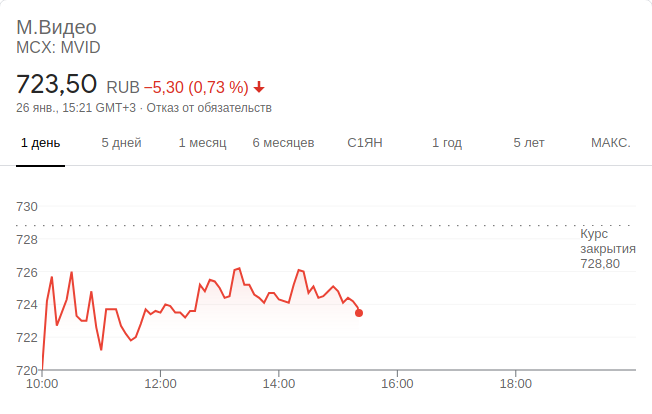 М.Видео
MCX: MVID
723,50 RUB −5,30 (0,73 %)
26 янв., 15:21 GMT+3 · Отказ от обязательств
1 день 5 дней 1 месяц 6 месяцев С1ЯН 1 год 5 лет МАКС.
730
728
726
724
722
720
Курс
закрытия
728,80
10:00 12:00 14:00 16:00 18:00